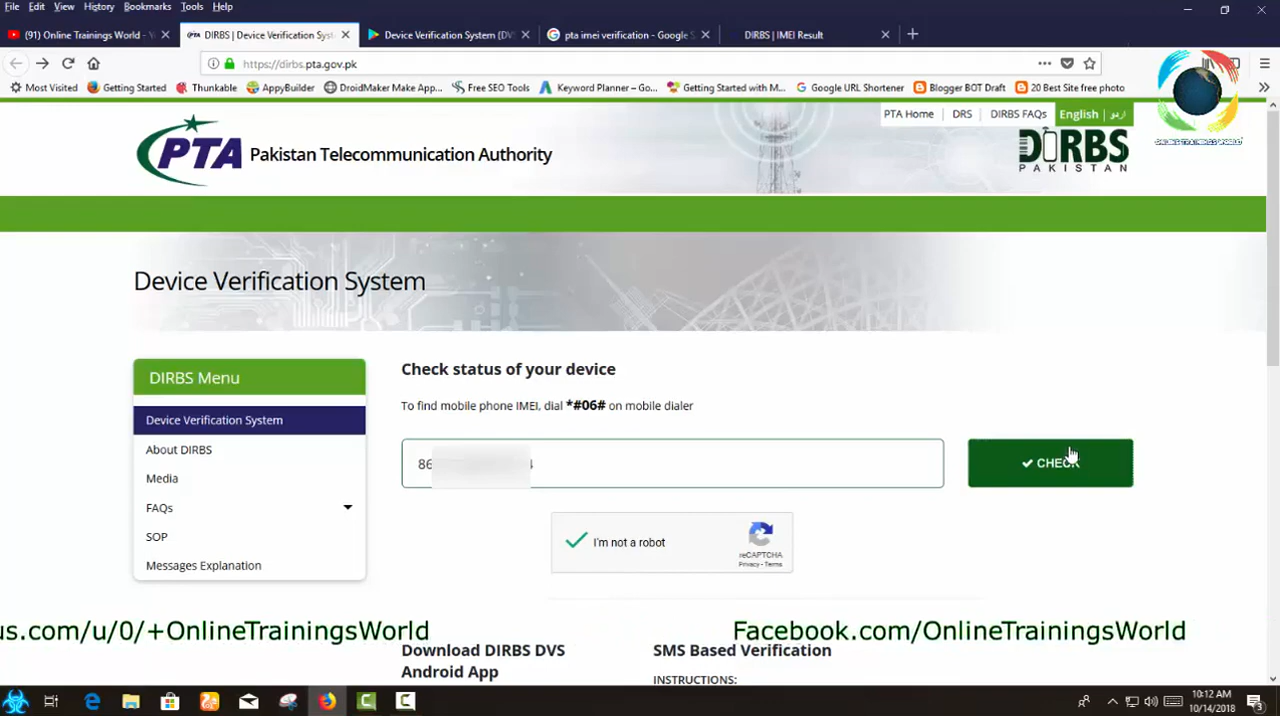 File Edit View History Bookmarks Tools Help
(91) Online Trainings World - Y
DIRBS | Device Verification Syst
Device Verification System (DV
pta imei verification - Google S
DIRBS | IMEI Result
https://dirbs.pta.gov.pk
Most Visited Getting Started Thunkable AppyBuilder DroidMaker Make App... Free SEO Tools Keyword Planner – Go... Getting Started with M... Google URL Shortener Blogger BOT Draft 20 Best Site free photo
PTA Home | DRS | DIRBS FAQs English | اردو
ONLINE TRAININGS WORLD
PTA Pakistan Telecommunication Authority
DIRBS
PAKISTAN
Device Verification System
DIRBS Menu
Device Verification System
About DIRBS
Media
FAQs
SOP
Messages Explanation
Check status of your device
To find mobile phone IMEI, dial *#06# on mobile dialer
86 4
CHECK
I'm not a robot
reCAPTCHA
Privacy - Terms
us.com/u/0/+OnlineTrainingsWorld
Facebook.com/OnlineTrainingsWorld
Download DIRBS DVS
Android App
SMS Based Verification
INSTRUCTIONS:
10:12 AM
10/14/2018
3